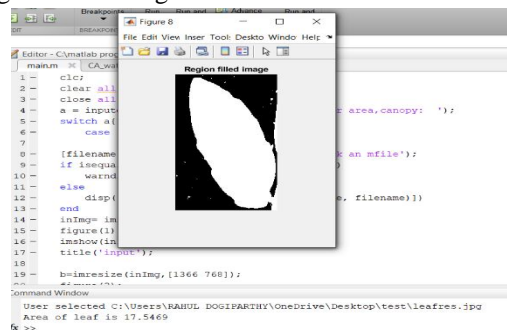 Breakpoints
Run
Run and
Advance
Run and
EDIT
BREAKPOIN
Figure 8
File Edit View Inser Tool: Deskto Windo Help
Region filled image
Editor - C:\matlab prog
main.m
CA_wa
1 - clc;
2 - clear all
3 - close all
4 - a = input r area,canopy: ');
5 - switch a(
6 - case
7
8 - [filename k an mfile');
9 - if isequa )
10 - warnd
11 - else
12 - disp( e, filename)])
13 - end
14 - inImg= im
15 - figure(1)
16 - imshow(in
17 - title('input');
18
19 - b=imresize(inImg,[1366 768]);
Command Window
User selected C:\Users\RAHUL DOGIPARTHY\OneDrive\Desktop\test\leafres.jpg
Area of leaf is 17.5469
fx >>